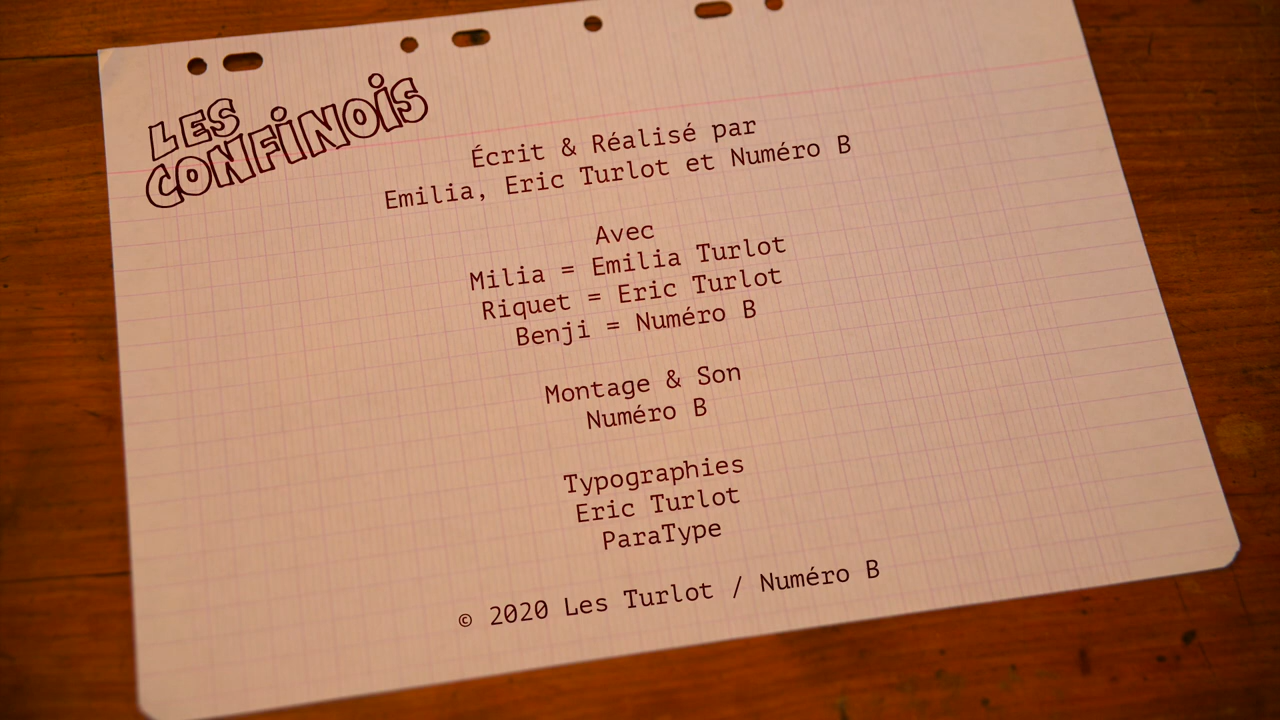 LES
CONFINOIS
Écrit & Réalisé par
Emilia, Eric Turlot et Numéro B
Avec
Milia = Emilia Turlot
Riquet = Eric Turlot
Benji = Numéro B
Montage & Son
Numéro B
Typographies
Eric Turlot
ParaType
© 2020 Les Turlot / Numéro B